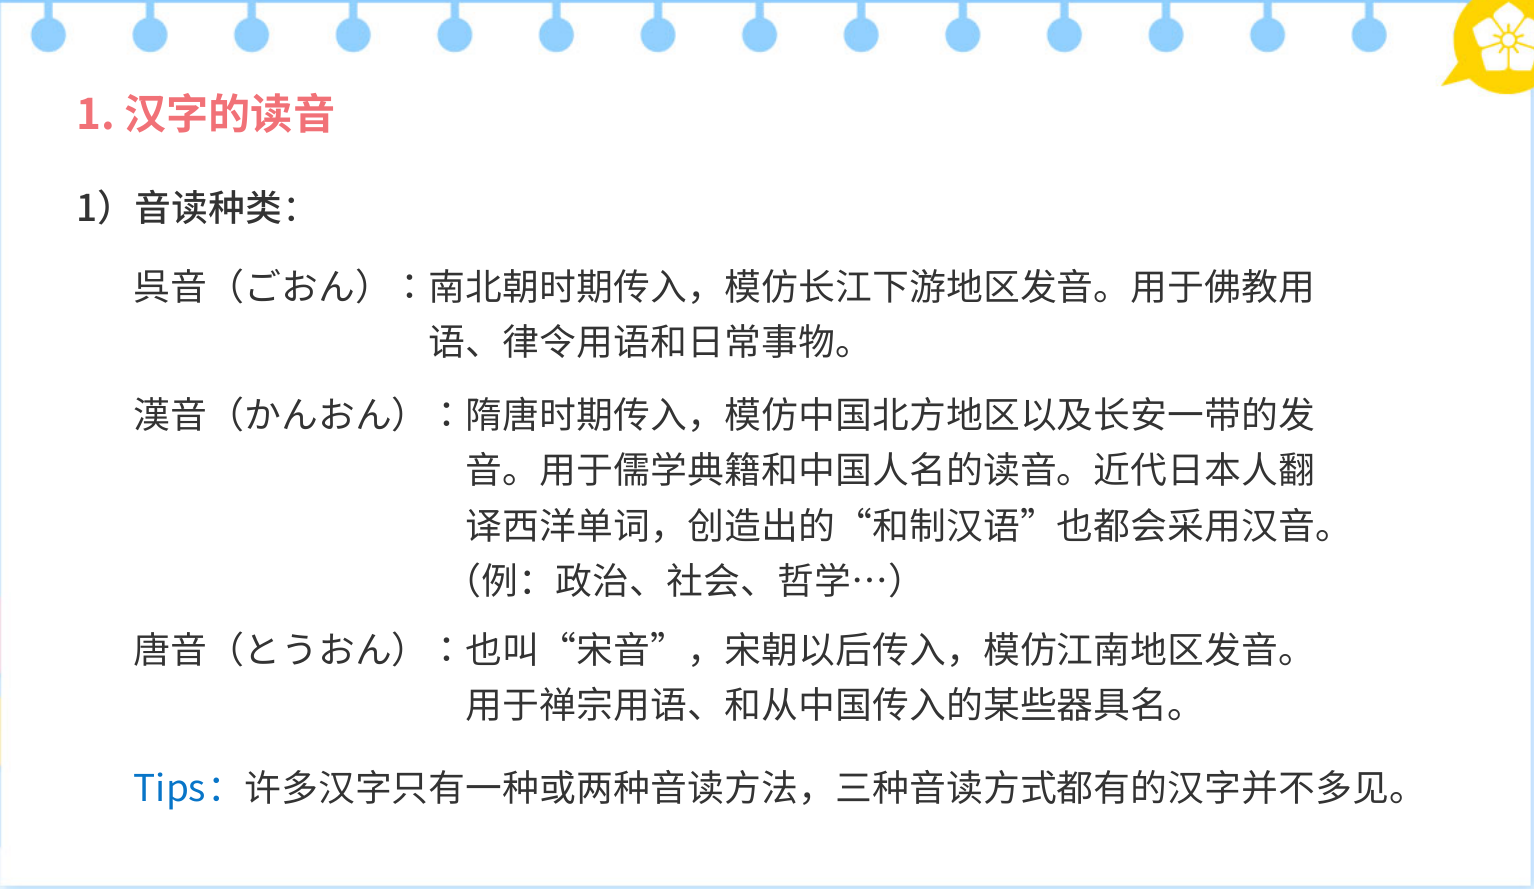 1. 汉字的读音
1）音读种类：
呉音（ごおん）：南北朝时期传入，模仿长江下游地区发音。用于佛教用
语、律令用语和日常事物。
漢音（かんおん）：隋唐时期传入，模仿中国北方地区以及长安一带的发
音。用于儒学典籍和中国人名的读音。近代日本人翻
译西洋单词，创造出的“和制汉语”也都会采用汉音。
（例：政治、社会、哲学…）
唐音（とうおん）：也叫“宋音”，宋朝以后传入，模仿江南地区发音。
用于禅宗用语、和从中国传入的某些器具名。
Tips：许多汉字只有一种或两种音读方法，三种音读方式都有的汉字并不多见。